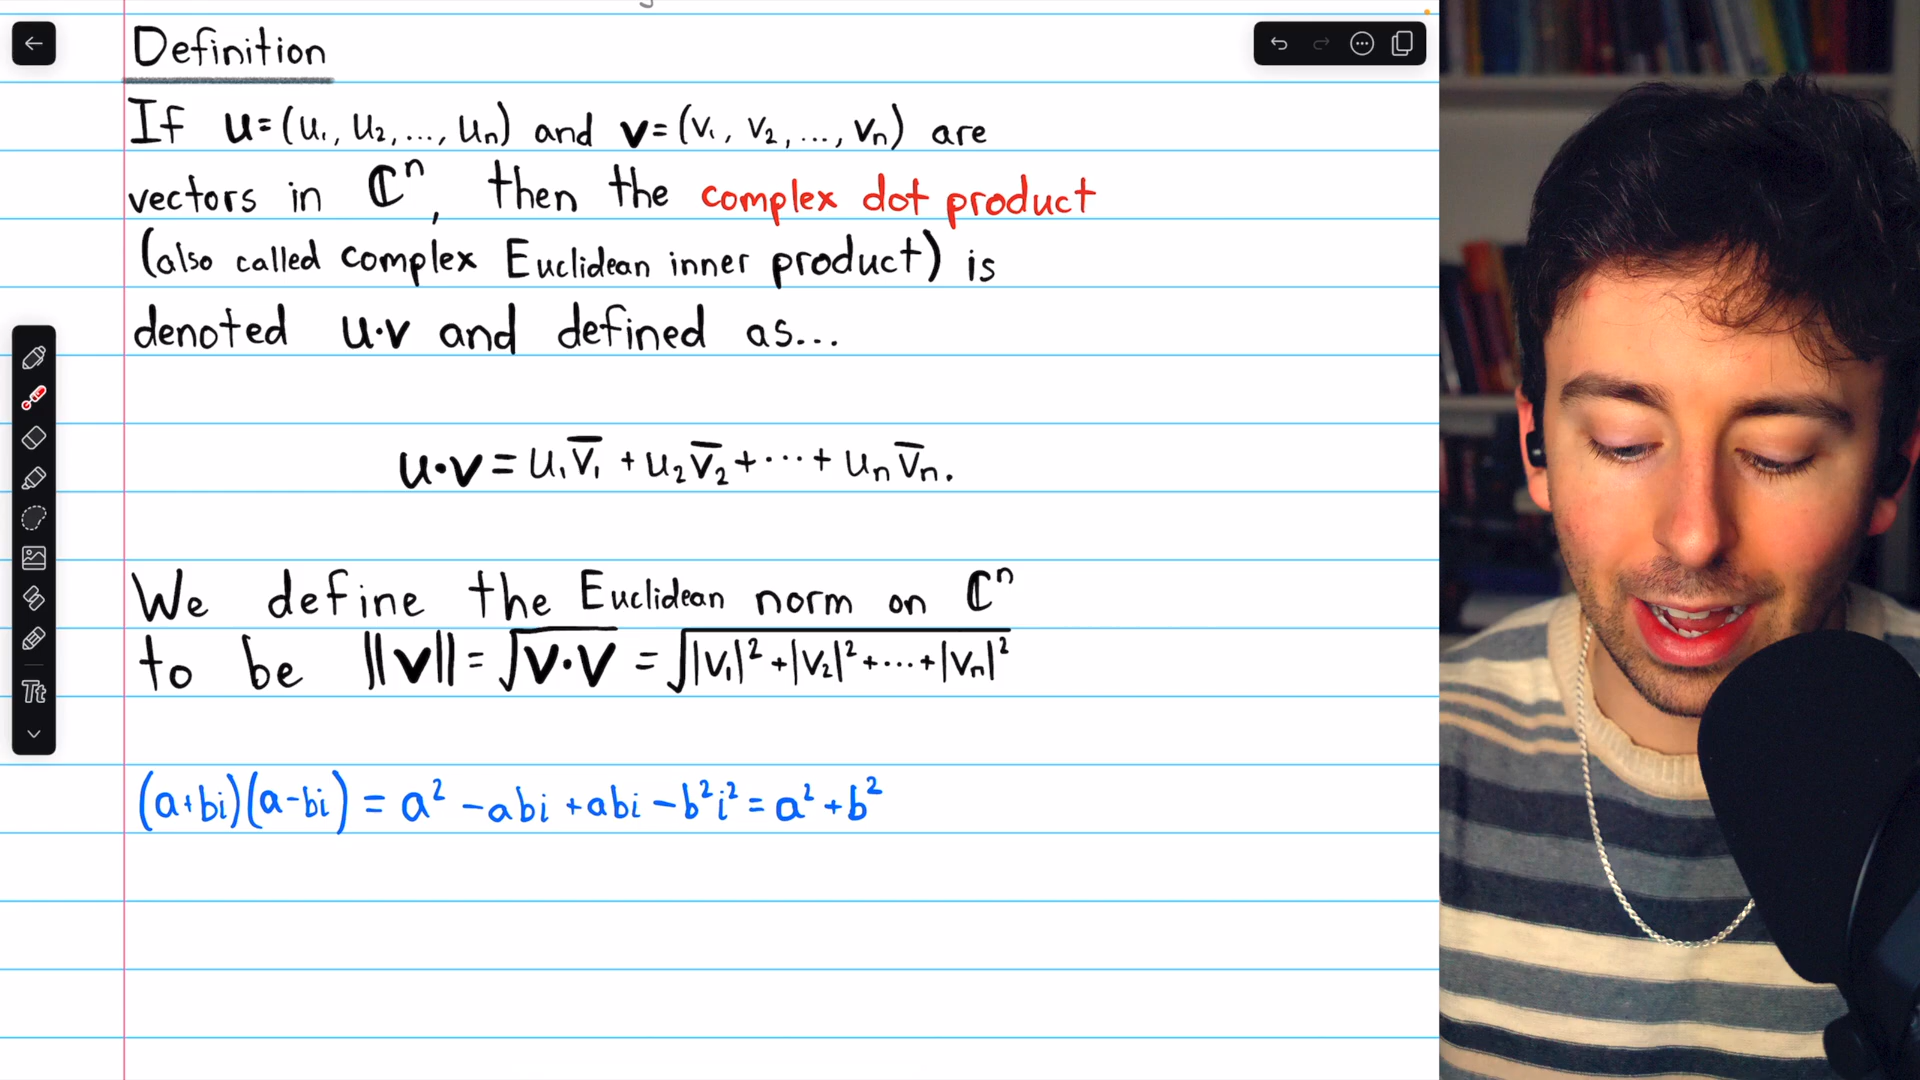 Definition
If u=(u₁, u₂, ..., uₙ) and v=(v₁, v₂, ..., vₙ) are
vectors in ℂⁿ, then the complex dot product
(also called complex Euclidean inner product) is
denoted u·v and defined as...
u·v = u₁v̅₁ + u₂v̅₂ + ··· + uₙv̅ₙ.
We define the Euclidean norm on ℂⁿ
to be ||v|| = √(v·v) = √(|v₁|² + |v₂|² + ... + |vₙ|²)
(a+bi)(a-bi) = a² - abi + abi - b²i² = a² + b²
Tt